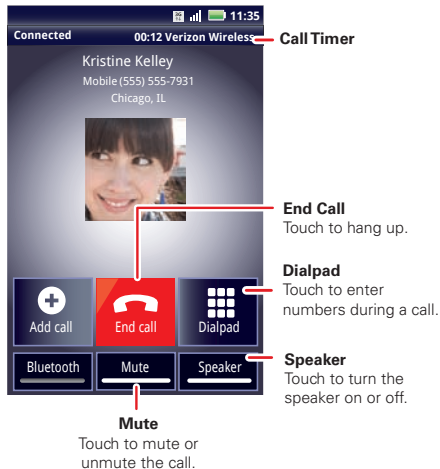 3G
11:35
Connected
00:12 Verizon Wireless
Call Timer
Kristine Kelley
Mobile (555) 555-7931
Chicago, IL
End Call
Touch to hang up.
Dialpad
Touch to enter
numbers during a call.
Add call
End call
Dialpad
Bluetooth
Mute
Speaker
Speaker
Touch to turn the
speaker on or off.
Mute
Touch to mute or
unmute the call.